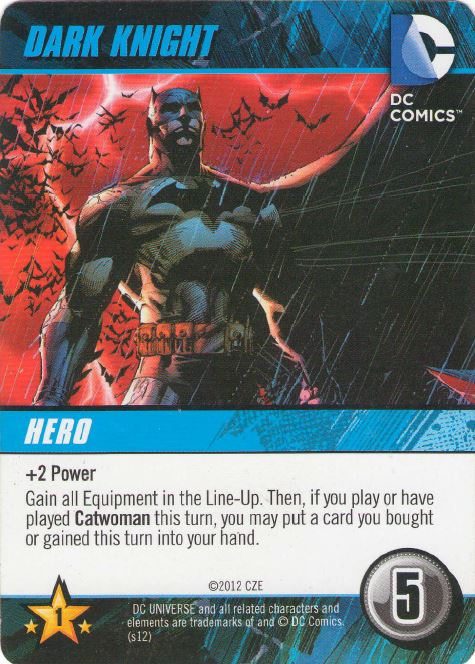 DARK KNIGHT
DC
COMICS™
HERO
+2 Power
Gain all Equipment in the Line-Up. Then, if you play or have
played Catwoman this turn, you may put a card you bought
or gained this turn into your hand.
©2012 CZE
1
DC UNIVERSE and all related characters and
elements are trademarks of and © DC Comics.
(s12)
5